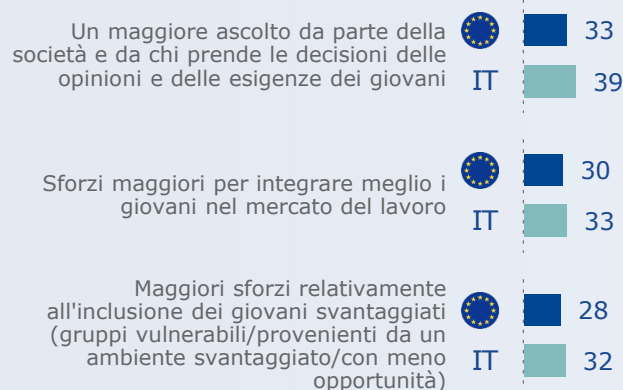 Un maggiore ascolto da parte della
società e da chi prende le decisioni delle
opinioni e delle esigenze dei giovani
33
IT
39
Sforzi maggiori per integrare meglio i
giovani nel mercato del lavoro
30
IT
33
Maggiori sforzi relativamente
all'inclusione dei giovani svantaggiati
(gruppi vulnerabili/provenienti da un
ambiente svantaggiato/con meno
opportunità)
28
IT
32